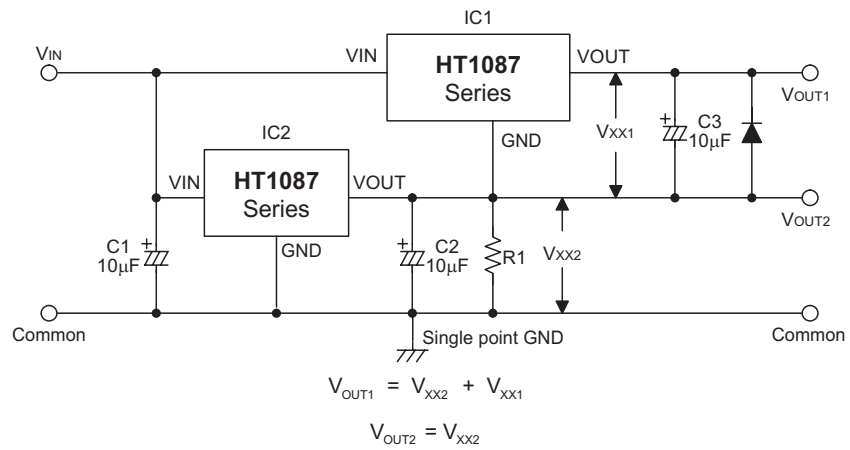 IC1
VIN
VIN
HT1087
Series
VOUT
VOUT1
GND
VXX1
C3
10μF
IC2
VIN
HT1087
Series
VOUT
GND
VOUT2
C1
10μF
C2
10μF
R1
VXX2
Common
Single point GND
Common
VOUT1 = VXX2 + VXX1
VOUT2 = VXX2